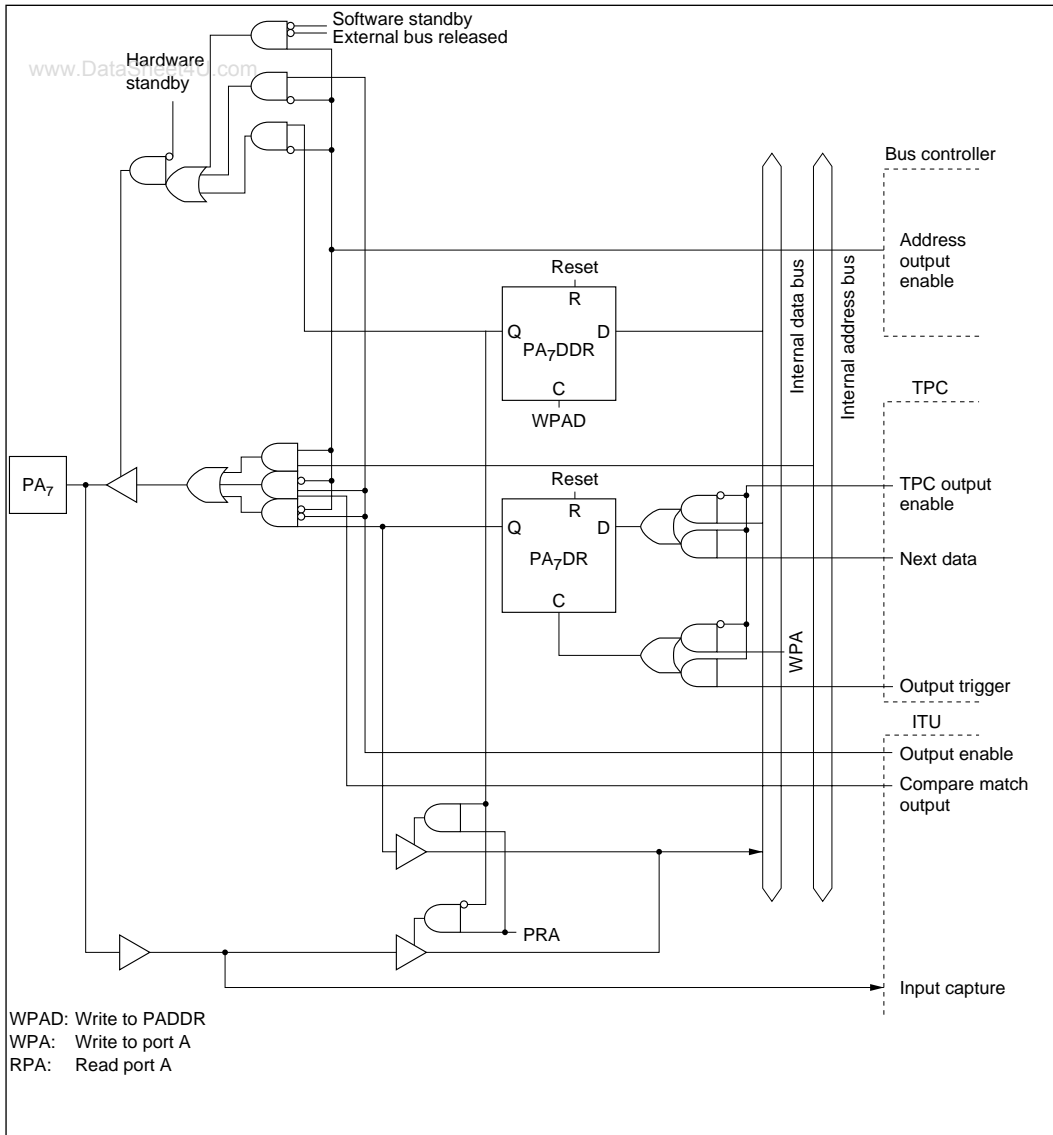 Software standby
External bus released
www.DataSheet4U.com
Hardware
standby
Bus controller
Address
output
enable
Internal data bus
Internal address bus
Reset
R
Q
D
PA7DDR
C
WPAD
TPC
PA7
TPC output
enable
Reset
R
Q
D
PA7DR
C
Next data
WPA
Output trigger
ITU
Output enable
Compare match
output
PRA
Input capture
WPAD: Write to PADDR
WPA: Write to port A
RPA: Read port A